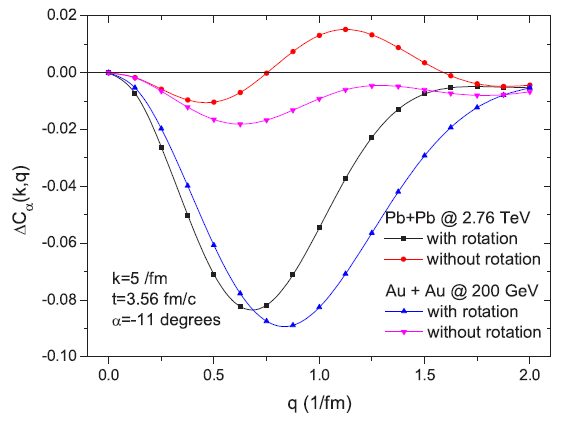 0.02
0.00
-0.02
-0.04
-0.06
-0.08
-0.10
ΔCα(k,q)
Pb+Pb @ 2.76 TeV
with rotation
without rotation
Au + Au @ 200 GeV
with rotation
without rotation
k=5 /fm
t=3.56 fm/c
α=-11 degrees
0.0 0.5 1.0 1.5 2.0
q (1/fm)